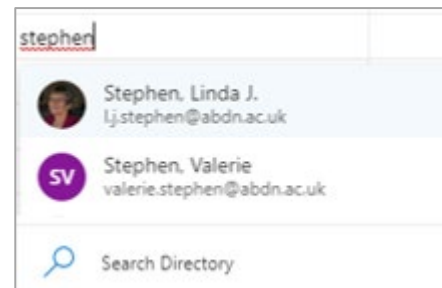 stephen
Stephen, Linda J.
l.j.stephen@abdn.ac.uk
SV
Stephen, Valerie
valerie.stephen@abdn.ac.uk
Search Directory